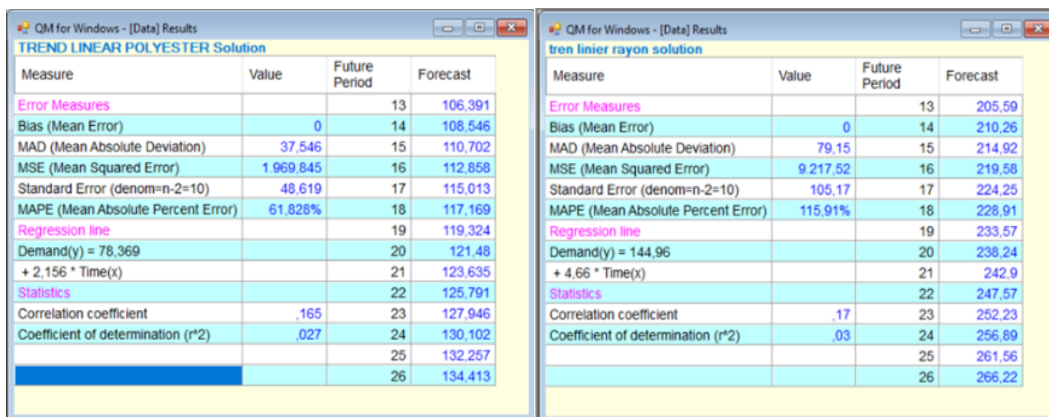 QM for Windows - [Data] Results
TREND LINEAR POLYESTER Solution
Measure Value Future Period Forecast
Error Measures 13 106,391
Bias (Mean Error) 0 14 108,546
MAD (Mean Absolute Deviation) 37,546 15 110,702
MSE (Mean Squared Error) 1.969,845 16 112,858
Standard Error (denom=n-2=10) 48,619 17 115,013
MAPE (Mean Absolute Percent Error) 61,828% 18 117,169
Regression line 19 119,324
Demand(y) = 78,369 20 121,48
+ 2,156 * Time(x) 21 123,635
Statistics 22 125,791
Correlation coefficient ,165 23 127,946
Coefficient of determination (r^2) ,027 24 130,102
25 132,257
26 134,413
QM for Windows - [Data] Results
tren linier rayon solution
Measure Value Future Period Forecast
Error Measures 13 205,59
Bias (Mean Error) 0 14 210,26
MAD (Mean Absolute Deviation) 79,15 15 214,92
MSE (Mean Squared Error) 9.217,52 16 219,58
Standard Error (denom=n-2=10) 105,17 17 224,25
MAPE (Mean Absolute Percent Error) 115,91% 18 228,91
Regression line 19 233,57
Demand(y) = 144,96 20 238,24
+ 4,66 * Time(x) 21 242,9
Statistics 22 247,57
Correlation coefficient ,17 23 252,23
Coefficient of determination (r^2) ,03 24 256,89
25 261,56
26 266,22